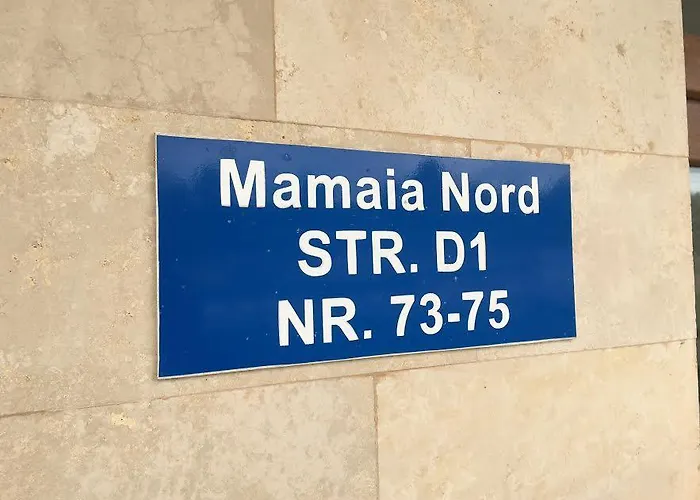 Mamaia Nord
STR. D1
NR. 73-75